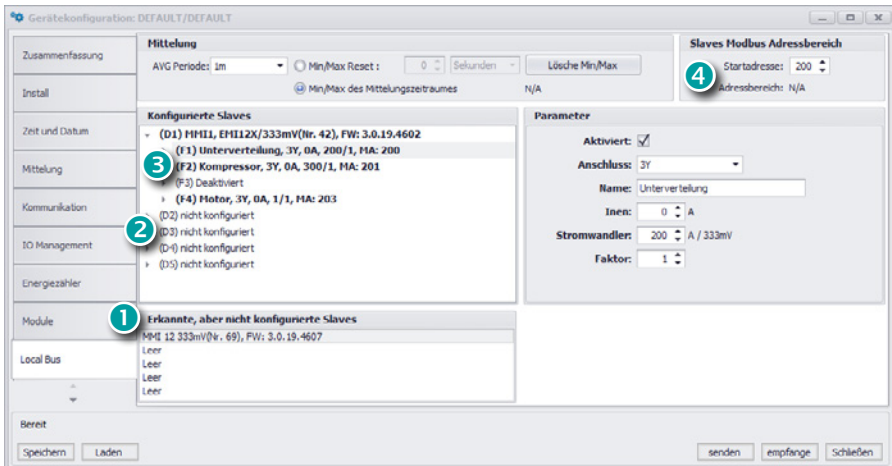 Gerätekonfiguration: DEFAULT/DEFAULT
Zusammenfassung
Install
Zeit und Datum
Mittelung
Kommunikation
IO Management
Energiezähler
Module
Local Bus
Mittelung
AVG Periode: 1m
Min/Max Reset :
0
Sekunden
Lösche Min/Max
Min/Max des Mittelungszeitraumes
N/A
Slaves Modbus Adressbereich
4
Startadresse: 200
Adressbereich: N/A
Konfigurierte Slaves
(D1) MMI1, EMI12X/333mV(Nr. 42), FW: 3.0.19.4602
(F1) Unterverteilung, 3Y, 0A, 200/1, MA: 200
3
(F2) Kompressor, 3Y, 0A, 300/1, MA: 201
(F3) Deaktiviert
(F4) Motor, 3Y, 0A, 1/1, MA: 203
(D2) nicht konfiguriert
2
(D3) nicht konfiguriert
(D4) nicht konfiguriert
(D5) nicht konfiguriert
Parameter
Aktiviert:
Anschluss: 3Y
Name: Unterverteilung
Inen: 0 A
Stromwandler: 200 A / 333mV
Faktor: 1
1
Erkannte, aber nicht konfigurierte Slaves
MMI 12 333mV(Nr. 69), FW: 3.0.19.4607
Leer
Leer
Leer
Leer
Bereit
Speichern
Laden
senden
empfange
Schließen